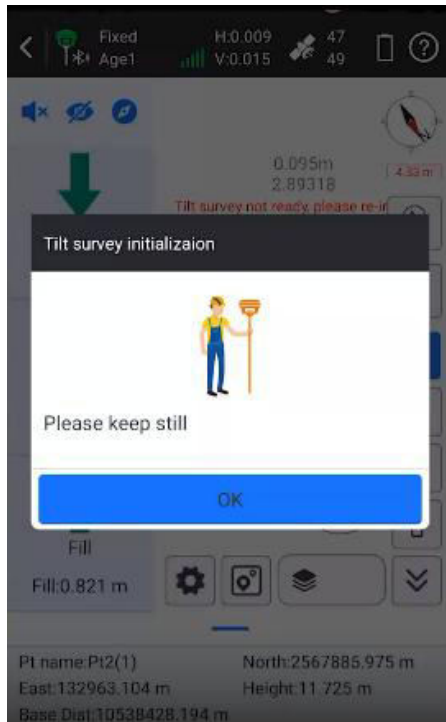 Fixed H:0.009 47
Age1 V:0.015 49
0.095m
2.89318
4.33 m
Tilt survey not ready, please re-in
Tilt survey initializaion
Please keep still
OK
Fill
Fill:0.821 m
Pt name:Pt2(1) North:2567885.975 m
East:132963.104 m Height:11.725 m
Base Dist:10538428.194 m